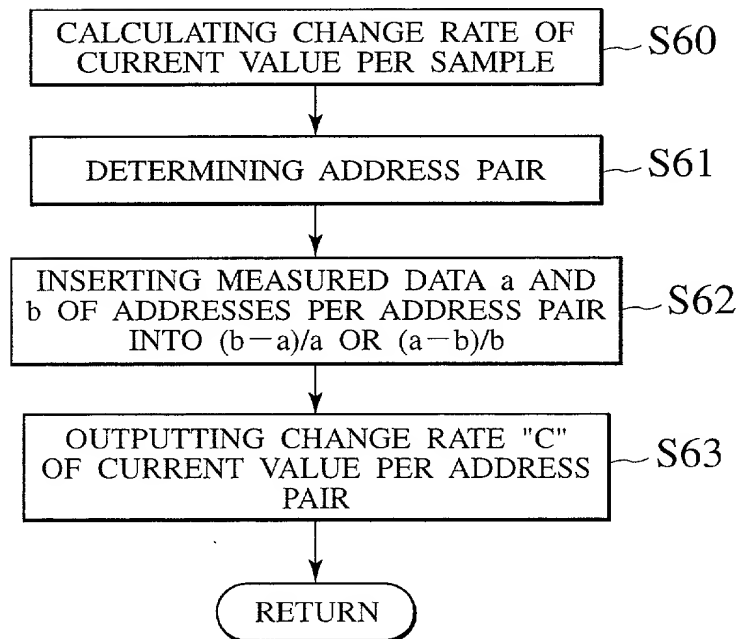 CALCULATING CHANGE RATE OF
CURRENT VALUE PER SAMPLE
S60
DETERMINING ADDRESS PAIR
S61
INSERTING MEASURED DATA a AND
b OF ADDRESSES PER ADDRESS PAIR
INTO (b－a)/a OR (a－b)/b
S62
OUTPUTTING CHANGE RATE "C"
OF CURRENT VALUE PER ADDRESS
PAIR
S63
RETURN